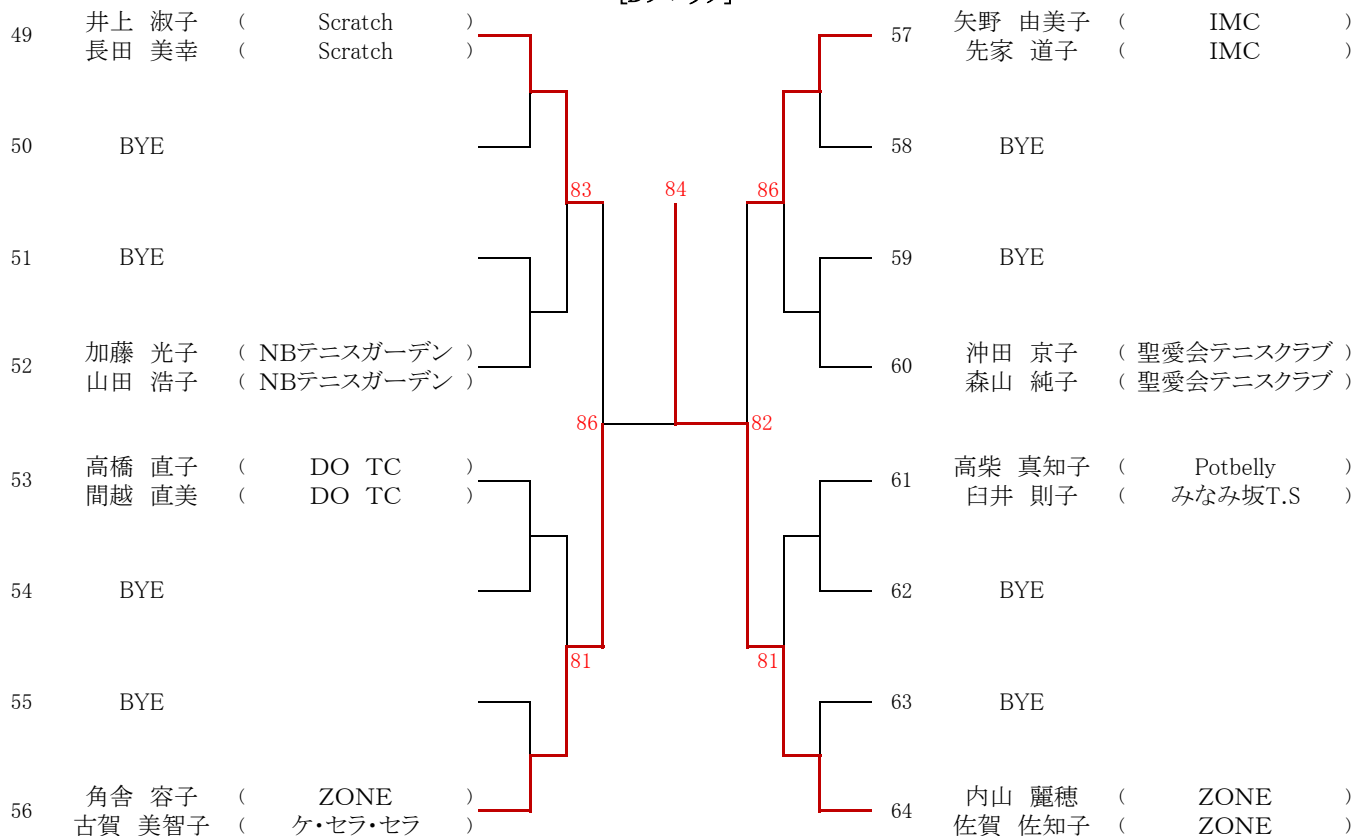 49 井上 淑子 ( Scratch )
長田 美幸 ( Scratch )
50 BYE
51 BYE
52 加藤 光子 ( NBテニスガーデン )
山田 浩子 ( NBテニスガーデン )
53 高橋 直子 ( DO TC )
間越 直美 ( DO TC )
54 BYE
55 BYE
56 角舎 容子 ( ZONE )
古賀 美智子 ( ケ・セラ・セラ )
83
86
81
84
86
82
81
57 矢野 由美子 ( IMC )
先家 道子 ( IMC )
58 BYE
59 BYE
60 沖田 京子 ( 聖愛会テニスクラブ )
森山 純子 ( 聖愛会テニスクラブ )
61 高柴 真知子 ( Potbelly )
臼井 則子 ( みなみ坂T.S )
62 BYE
63 BYE
64 内山 麗穂 ( ZONE )
佐賀 佐知子 ( ZONE )